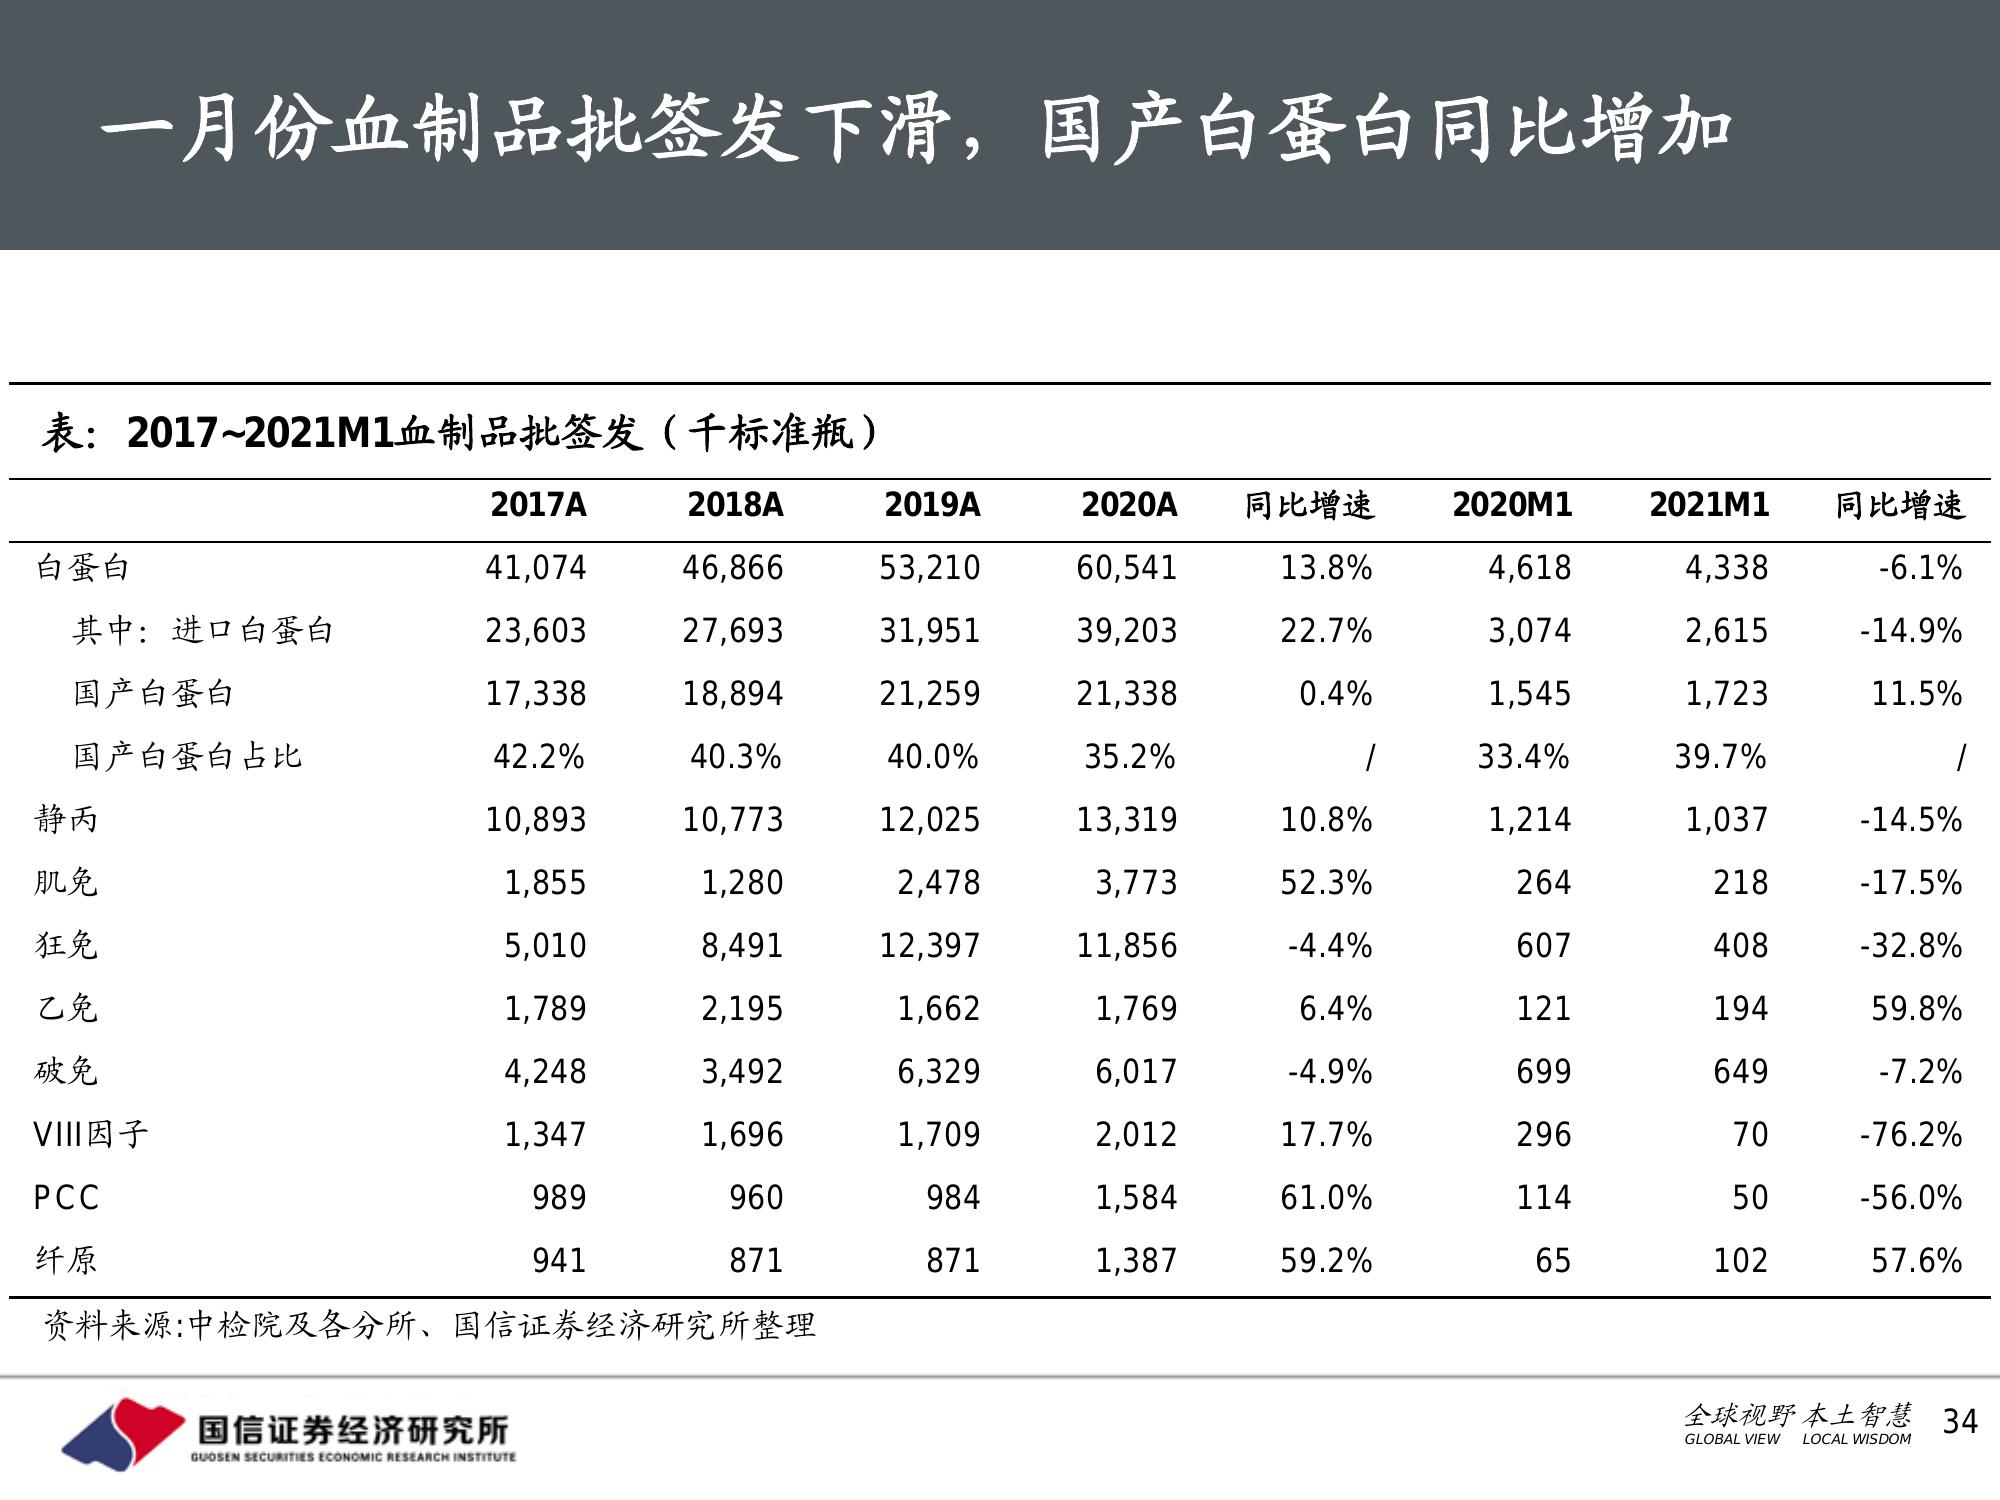 一月份血制品批签发下滑，国产白蛋白同比增加
表：2017~2021M1血制品批签发（千标准瓶）
2017A 2018A 2019A 2020A 同比增速 2020M1 2021M1 同比增速
白蛋白 41,074 46,866 53,210 60,541 13.8% 4,618 4,338 -6.1%
其中：进口白蛋白 23,603 27,693 31,951 39,203 22.7% 3,074 2,615 -14.9%
国产白蛋白 17,338 18,894 21,259 21,338 0.4% 1,545 1,723 11.5%
国产白蛋白占比 42.2% 40.3% 40.0% 35.2% / 33.4% 39.7% /
静丙 10,893 10,773 12,025 13,319 10.8% 1,214 1,037 -14.5%
肌免 1,855 1,280 2,478 3,773 52.3% 264 218 -17.5%
狂免 5,010 8,491 12,397 11,856 -4.4% 607 408 -32.8%
乙免 1,789 2,195 1,662 1,769 6.4% 121 194 59.8%
破免 4,248 3,492 6,329 6,017 -4.9% 699 649 -7.2%
VIII因子 1,347 1,696 1,709 2,012 17.7% 296 70 -76.2%
PCC 989 960 984 1,584 61.0% 114 50 -56.0%
纤原 941 871 871 1,387 59.2% 65 102 57.6%
资料来源:中检院及各分所、国信证券经济研究所整理
国信证券经济研究所
GUOSEN SECURITIES ECONOMIC RESEARCH INSTITUTE
全球视野 本土智慧
GLOBAL VIEW LOCAL WISDOM
34